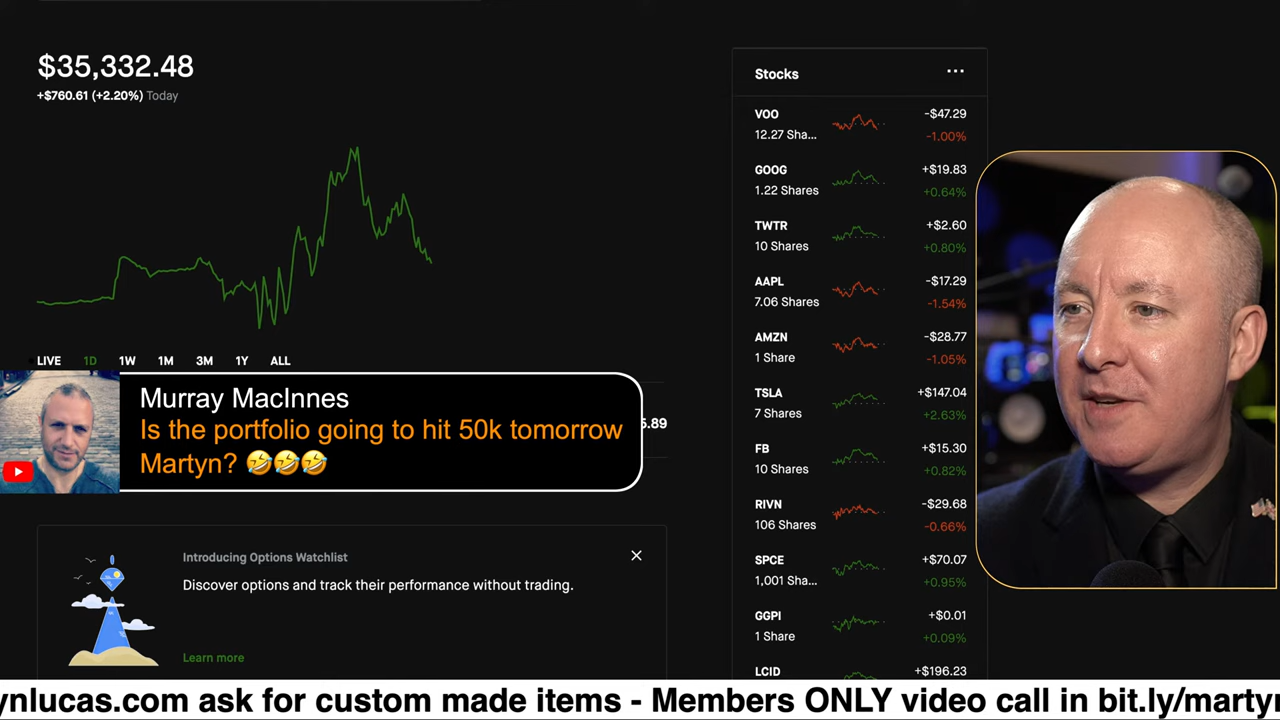 $35,332.48
+$760.61 (+2.20%) Today
LIVE 1D 1W 1M 3M 1Y ALL
Murray MacInnes
Is the portfolio going to hit 50k tomorrow
Martyn? 🤣🤣🤣
5.89
Introducing Options Watchlist
Discover options and track their performance without trading.
Learn more
Stocks
VOO -$47.29
12.27 Sha... -1.00%
GOOG +$19.83
1.22 Shares +0.64%
TWTR +$2.60
10 Shares +0.80%
AAPL -$17.29
7.06 Shares -1.54%
AMZN -$28.77
1 Share -1.05%
TSLA +$147.04
7 Shares +2.63%
FB +$15.30
10 Shares +0.82%
RIVN -$29.68
106 Shares -0.66%
SPCE +$70.07
1,001 Sha... +0.95%
GGPI +$0.01
1 Share +0.09%
LCID +$196.23
ynlucas.com ask for custom made items - Members ONLY video call in bit.ly/martyn